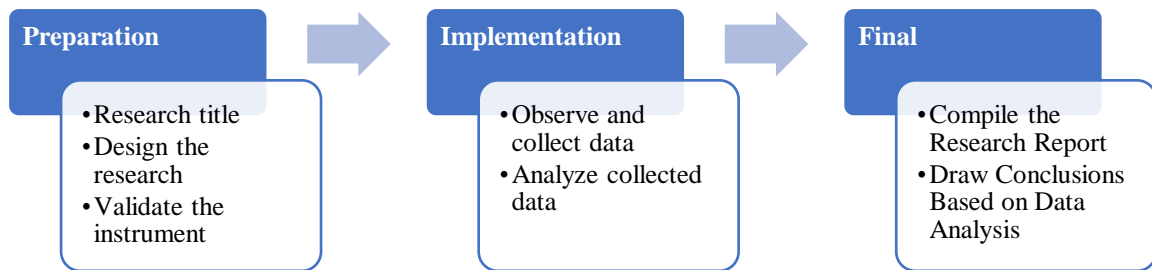 Preparation
•Research title
•Design the
research
•Validate the
instrument
Implementation
•Observe and
collect data
•Analyze collected
data
Final
•Compile the
Research Report
•Draw Conclusions
Based on Data
Analysis